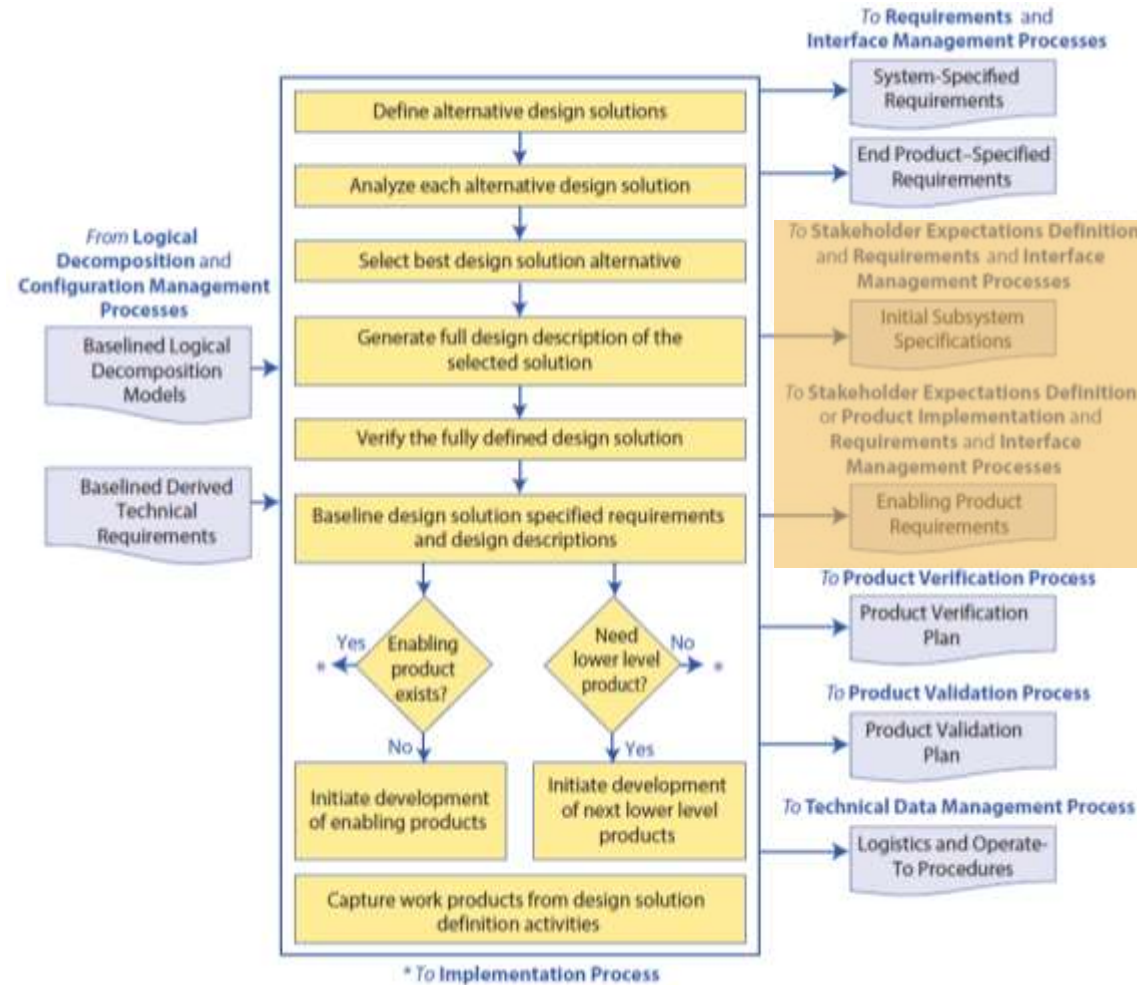 To Requirements and
Interface Management Processes
System-Specified
Requirements
End Product–Specified
Requirements
To Stakeholder Expectations Definition
and Requirements and Interface
Management Processes
Initial Subsystem
Specifications
To Stakeholder Expectations Definition
or Product Implementation and
Requirements and Interface
Management Processes
Enabling Product
Requirements
To Product Verification Process
Product Verification
Plan
To Product Validation Process
Product Validation
Plan
To Technical Data Management Process
Logistics and Operate-
To Procedures
From Logical
Decomposition and
Configuration Management
Processes
Baselined Logical
Decomposition
Models
Baselined Derived
Technical
Requirements
Define alternative design solutions
Analyze each alternative design solution
Select best design solution alternative
Generate full design description of the
selected solution
Verify the fully defined design solution
Baseline design solution specified requirements
and design descriptions
* Yes
Enabling
product
exists?
Need
lower level
product?
No *
No
Yes
Initiate development
of enabling products
Initiate development
of next lower level
products
Capture work products from design solution
definition activities
* To Implementation Process